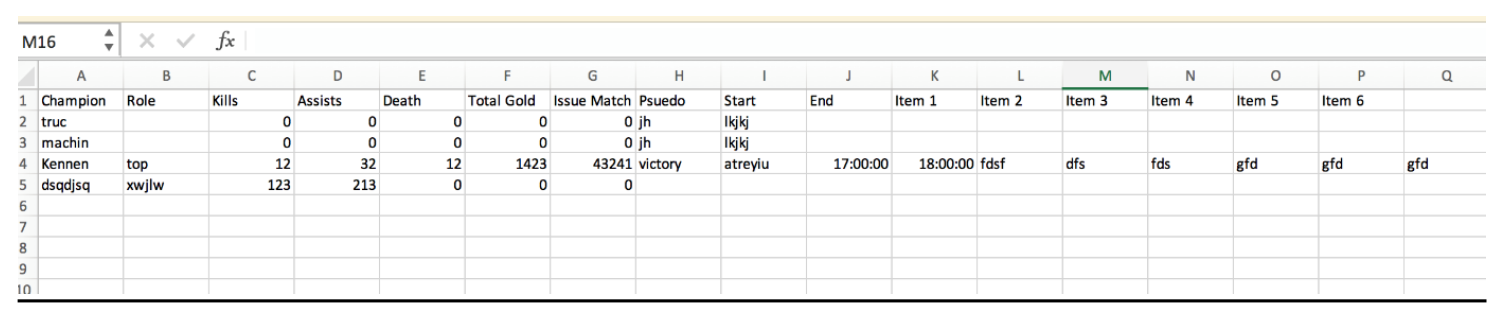 M16 fx
A B C D E F G H I J K L M N O P Q
1 Champion Role Kills Assists Death Total Gold Issue Match Psuedo Start End Item 1 Item 2 Item 3 Item 4 Item 5 Item 6
2 truc 0 0 0 0 0 jh lkjkj
3 machin 0 0 0 0 0 jh lkjkj
4 Kennen top 12 32 12 1423 43241 victory atreyiu 17:00:00 18:00:00 fdsf dfs fds gfd gfd gfd
5 dsqdjsq xwjlw 123 213 0 0 0
6
7
8
9
10